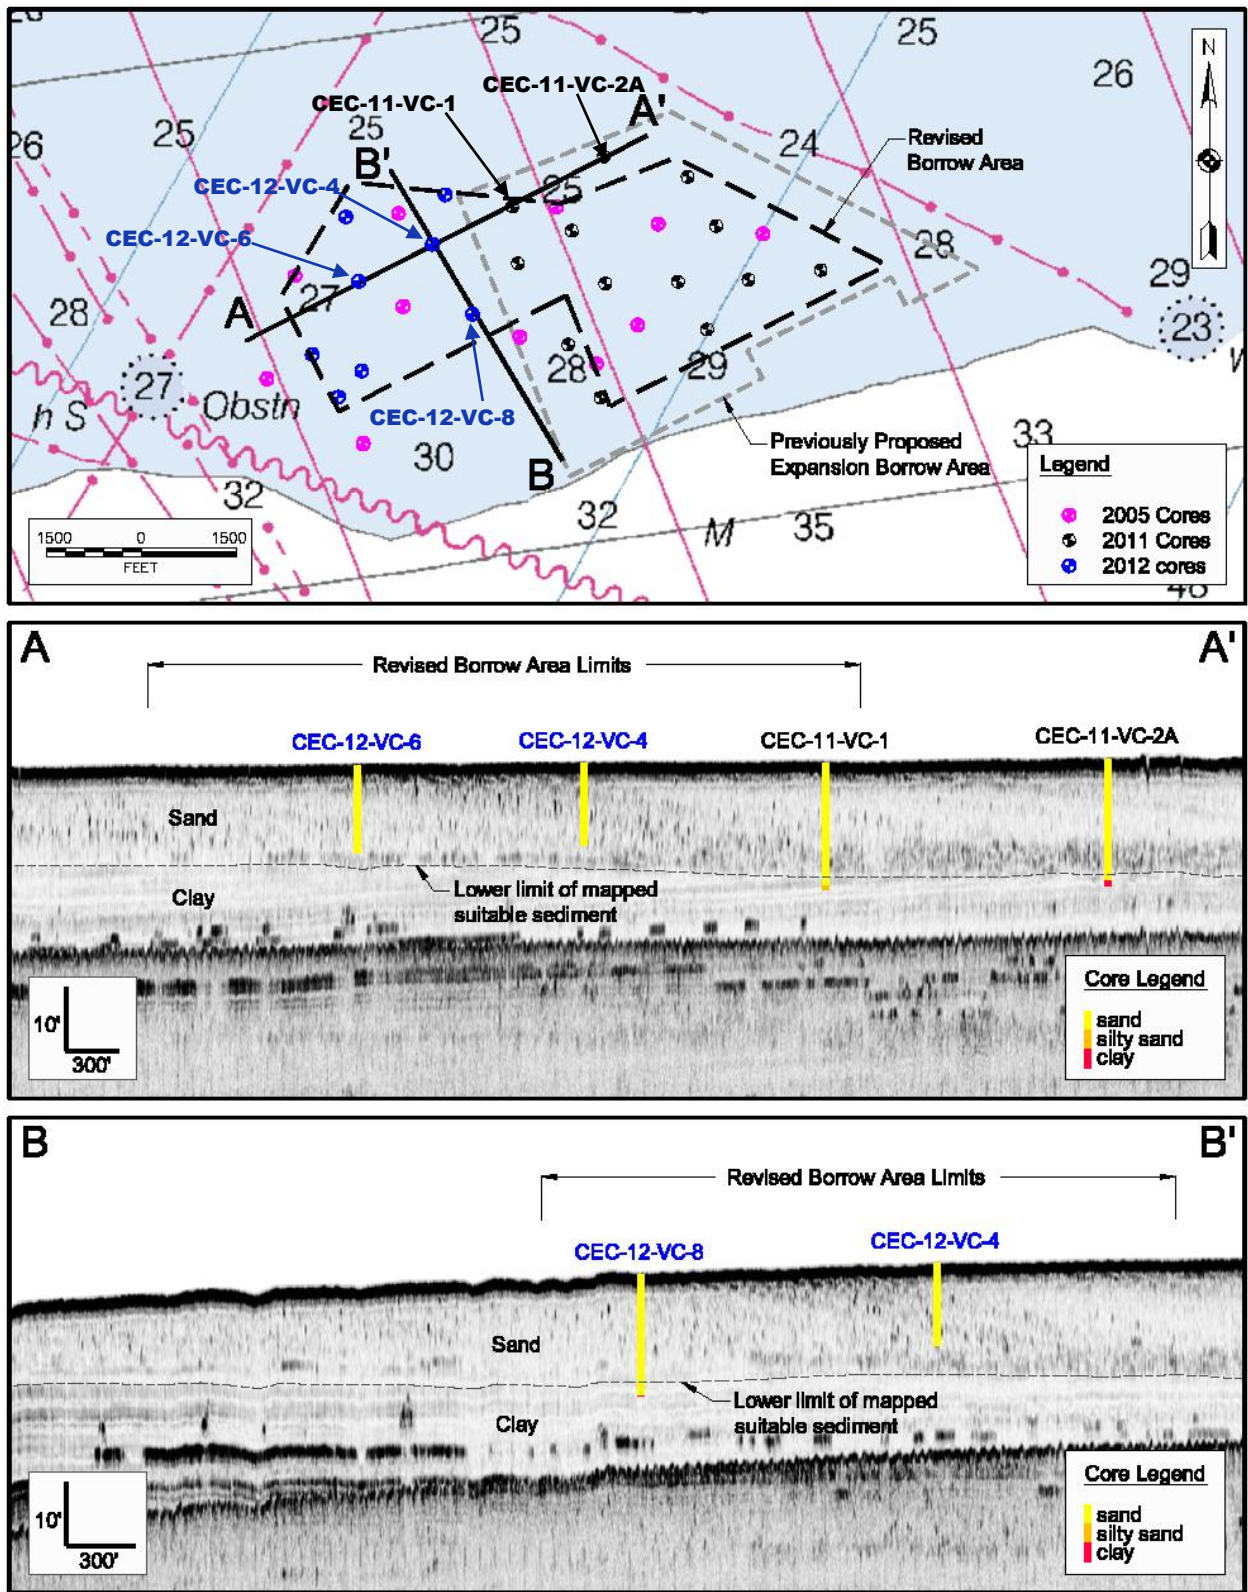 25
25
26
N
CEC-11-VC-2A
CEC-11-VC-1
A'
25
25
24
26
Revised
Borrow Area
B'
CEC-12-VC-4
25
CEC-12-VC-6
28
27
29
28
A
23
27
Obstn
h S
28
29
CEC-12-VC-8
30
B
Previously Proposed
Expansion Borrow Area
33
32
32
M
35
1500 0 1500
FEET
Legend
2005 Cores
2011 Cores
2012 cores
A
A'
Revised Borrow Area Limits
CEC-12-VC-6
CEC-12-VC-4
CEC-11-VC-1
CEC-11-VC-2A
Sand
Clay
Lower limit of mapped
suitable sediment
10'
300'
Core Legend
sand
silty sand
clay
B
B'
Revised Borrow Area Limits
CEC-12-VC-8
CEC-12-VC-4
Sand
Clay
Lower limit of mapped
suitable sediment
10'
300'
Core Legend
sand
silty sand
clay